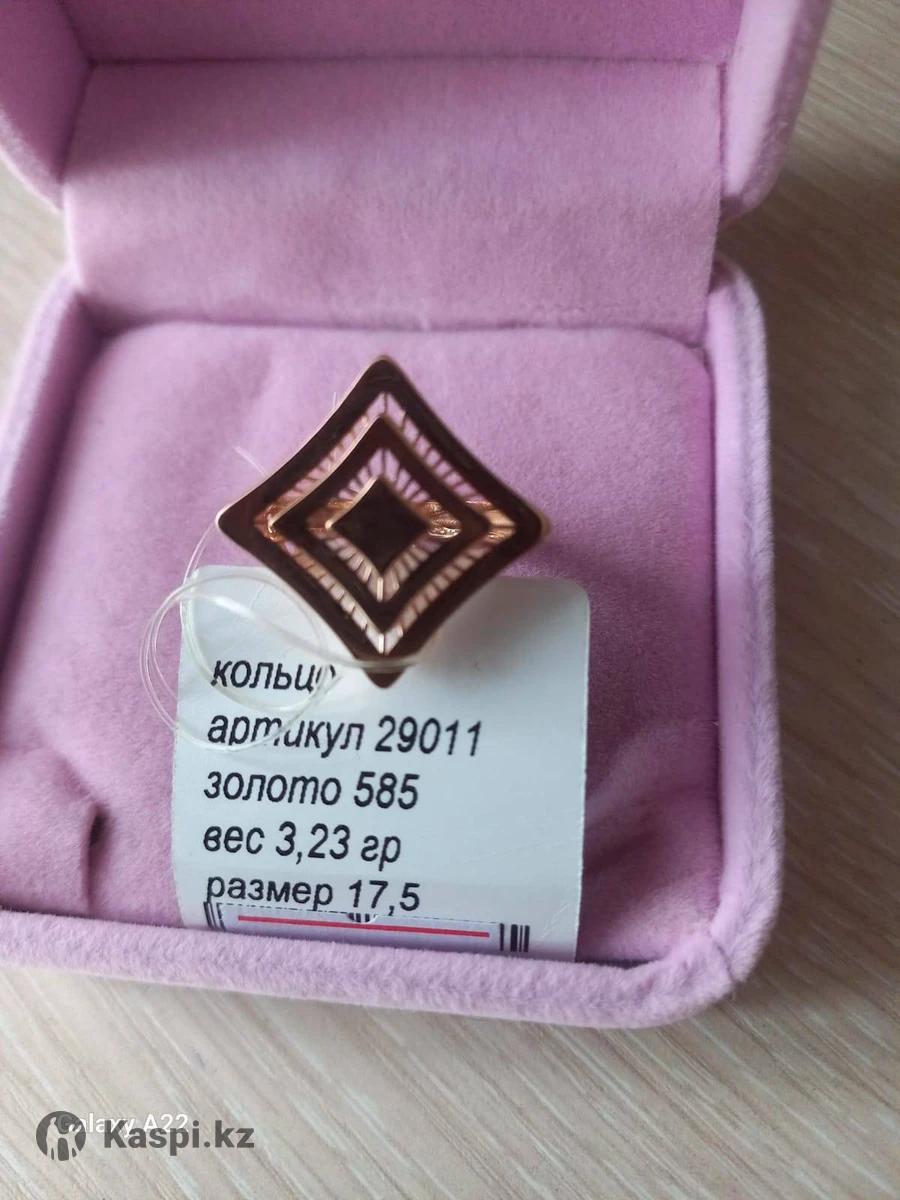 кольцо
артикул 29011
золото 585
вес 3,23 гр
размер 17,5
Galaxy A22
Kaspi.kz